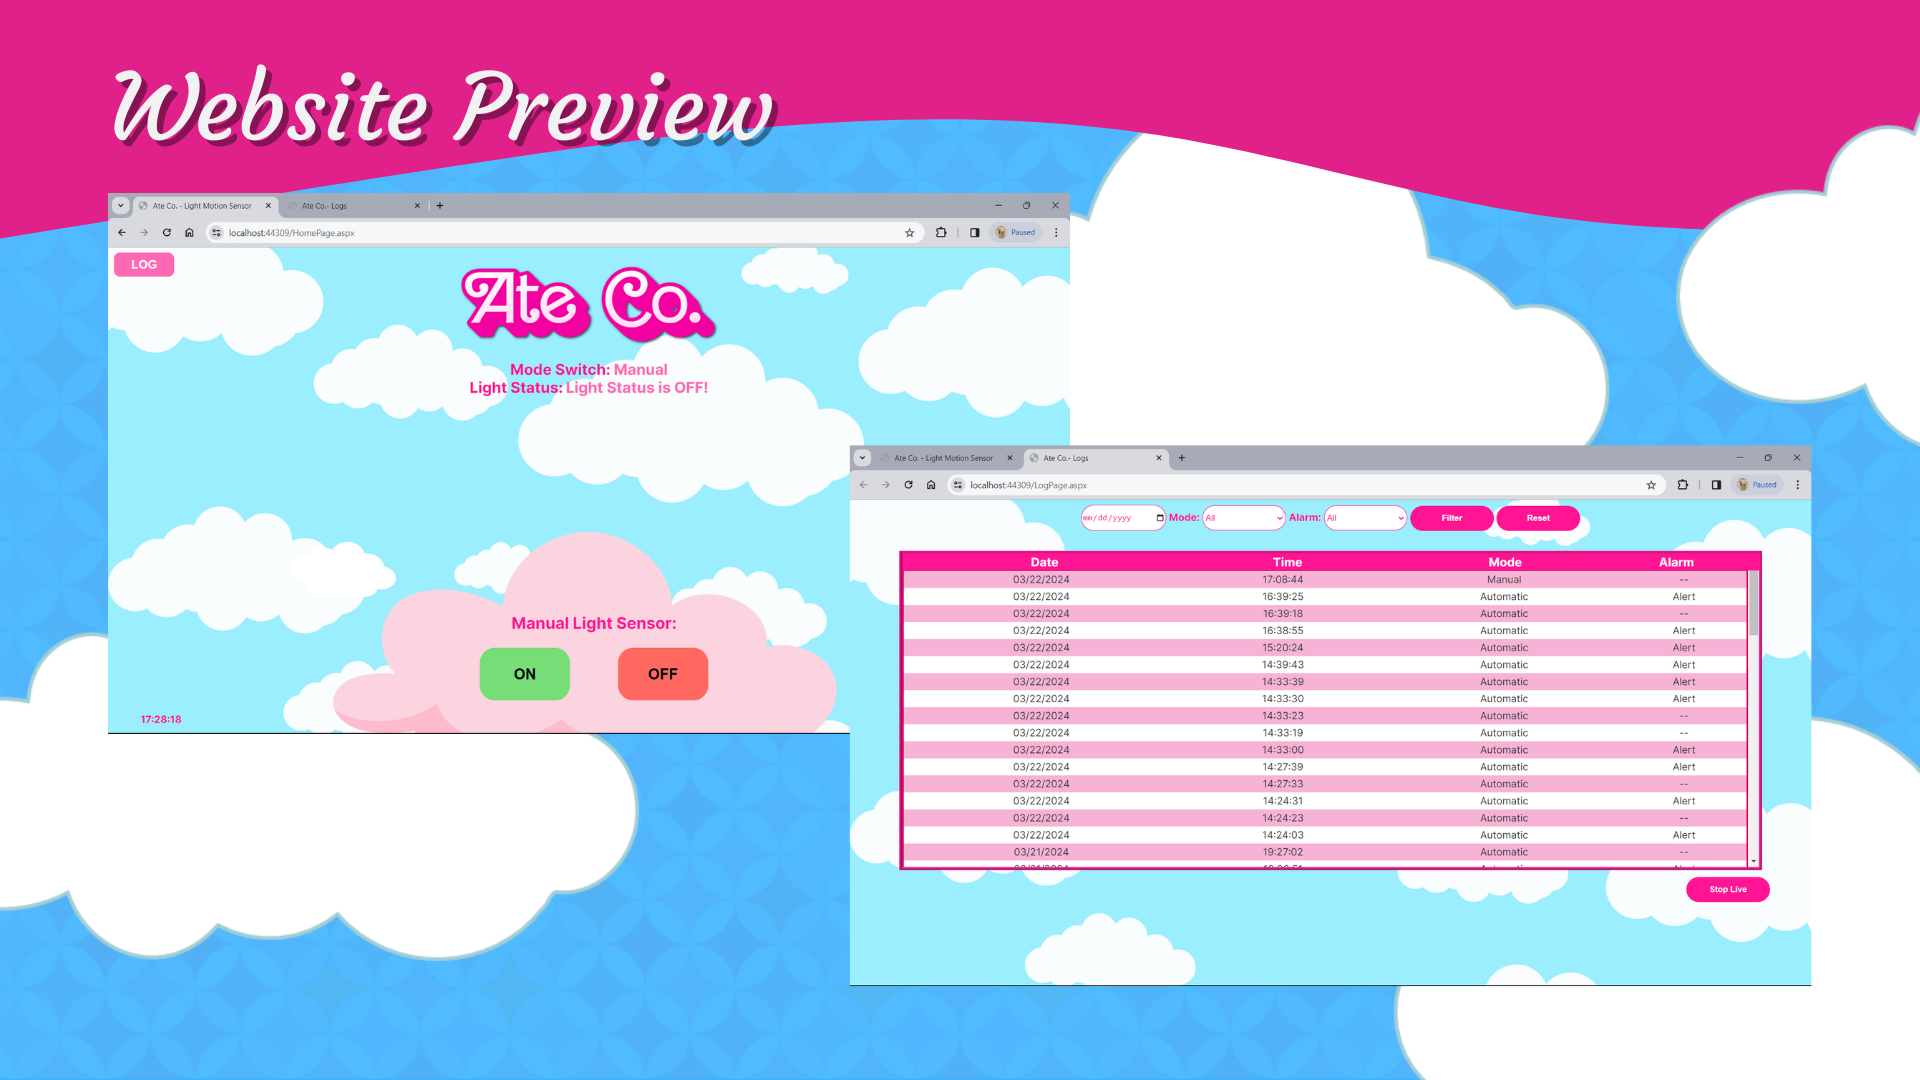 Website Preview
Ate Co. - Light Motion Sensor
Ate Co.- Logs
localhost:44309/HomePage.aspx
Paused
LOG
Ate Co.
Mode Switch: Manual
Light Status: Light Status is OFF!
Manual Light Sensor:
ON OFF
17:28:18
Ate Co. - Light Motion Sensor
Ate Co.- Logs
localhost:44309/LogPage.aspx
Paused
mm/dd/yyyy Mode: All Alarm: All Filter Reset
Date Time Mode Alarm
03/22/2024 17:08:44 Manual --
03/22/2024 16:39:25 Automatic Alert
03/22/2024 16:39:18 Automatic --
03/22/2024 16:38:55 Automatic Alert
03/22/2024 15:20:24 Automatic Alert
03/22/2024 14:39:43 Automatic Alert
03/22/2024 14:33:39 Automatic Alert
03/22/2024 14:33:30 Automatic Alert
03/22/2024 14:33:23 Automatic --
03/22/2024 14:33:19 Automatic --
03/22/2024 14:33:00 Automatic Alert
03/22/2024 14:27:39 Automatic Alert
03/22/2024 14:27:33 Automatic --
03/22/2024 14:24:31 Automatic Alert
03/22/2024 14:24:23 Automatic --
03/22/2024 14:24:03 Automatic Alert
03/21/2024 19:27:02 Automatic --
Stop Live